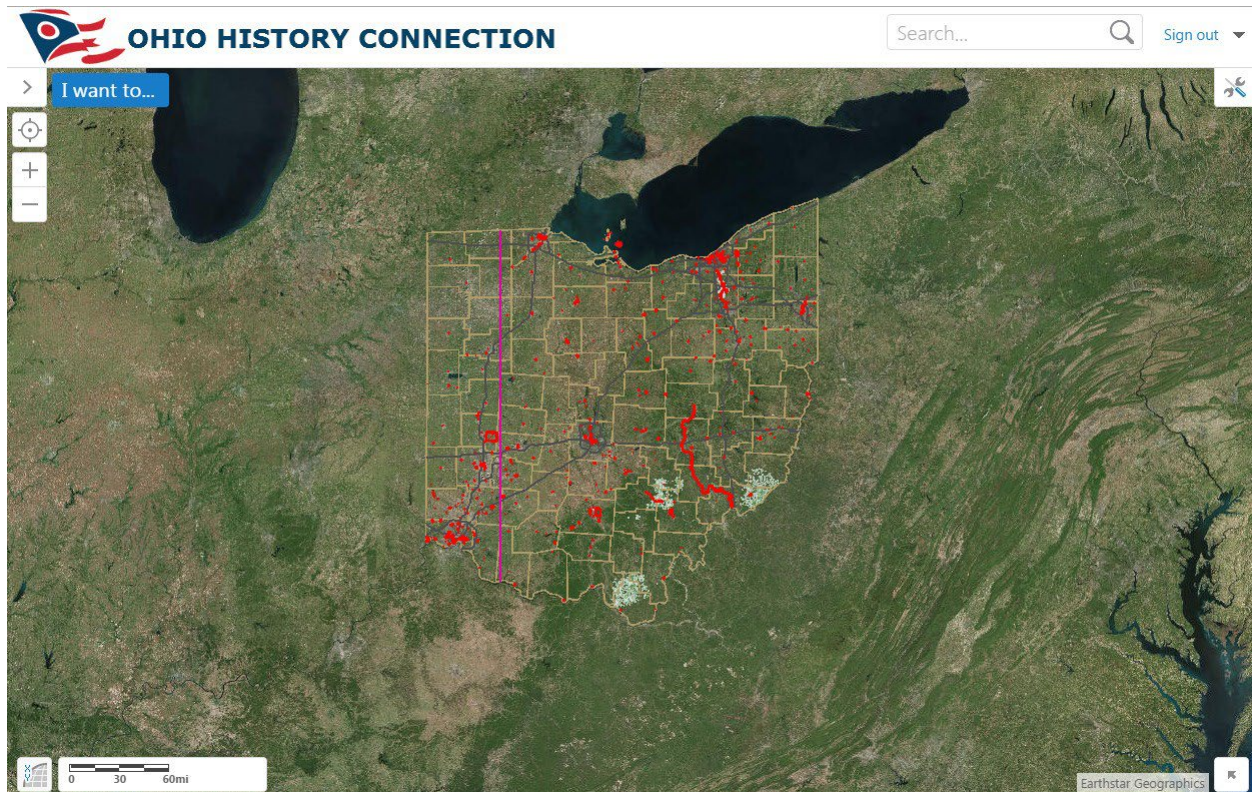 OHIO HISTORY CONNECTION
Search...
Sign out
I want to...
0 30 60mi
Earthstar Geographics